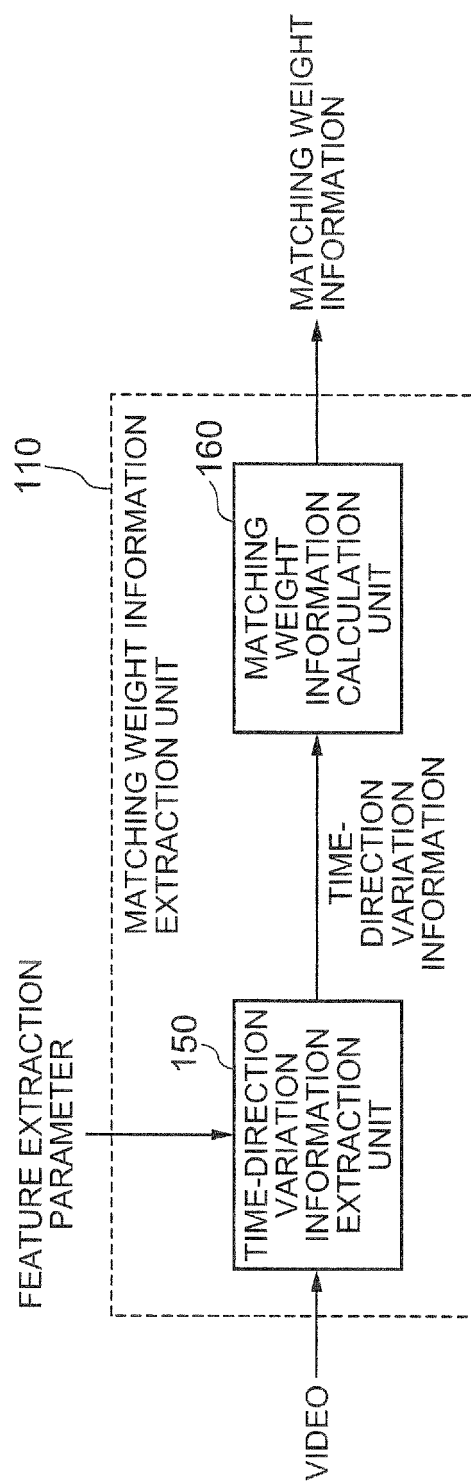 FEATURE EXTRACTION
PARAMETER
110
MATCHING WEIGHT INFORMATION
EXTRACTION UNIT
VIDEO
150
TIME-DIRECTION
VARIATION
INFORMATION
EXTRACTION
UNIT
TIME-
DIRECTION
VARIATION
INFORMATION
160
MATCHING
WEIGHT
INFORMATION
CALCULATION
UNIT
MATCHING WEIGHT
INFORMATION